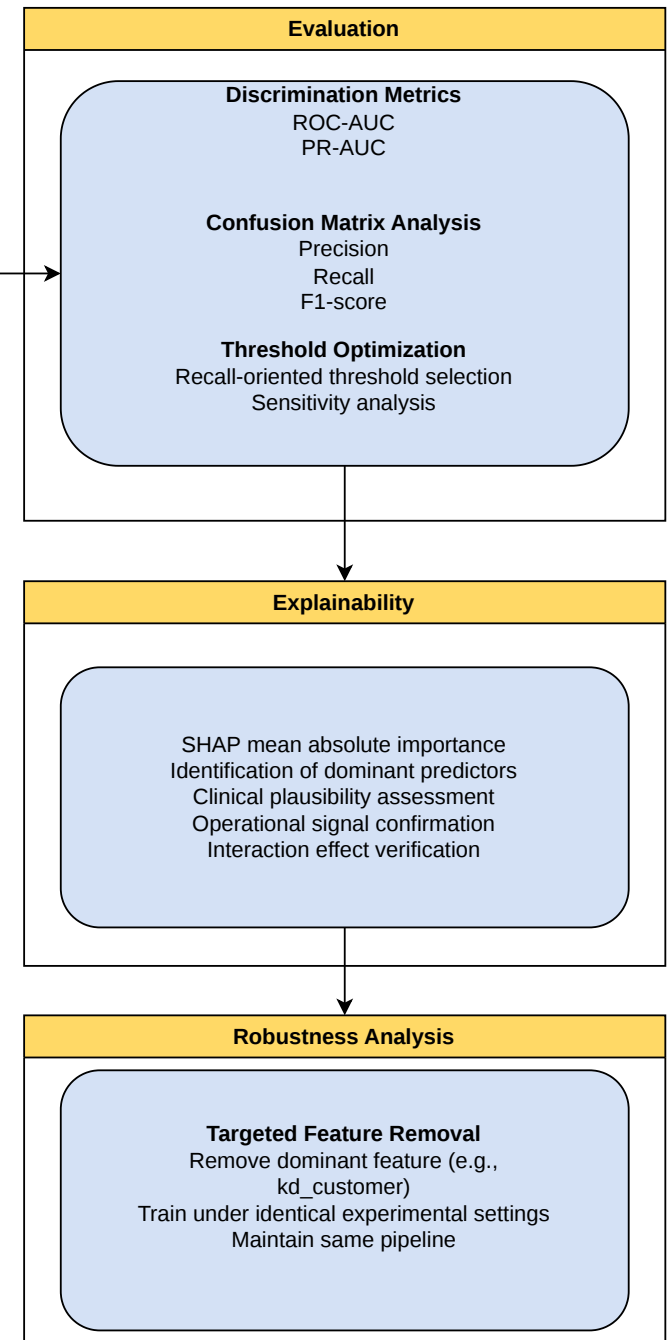 Evaluation
Discrimination Metrics
ROC-AUC
PR-AUC
Confusion Matrix Analysis
Precision
Recall
F1-score
Threshold Optimization
Recall-oriented threshold selection
Sensitivity analysis
Explainability
SHAP mean absolute importance
Identification of dominant predictors
Clinical plausibility assessment
Operational signal confirmation
Interaction effect verification
Robustness Analysis
Targeted Feature Removal
Remove dominant feature (e.g.,
kd_customer)
Train under identical experimental settings
Maintain same pipeline